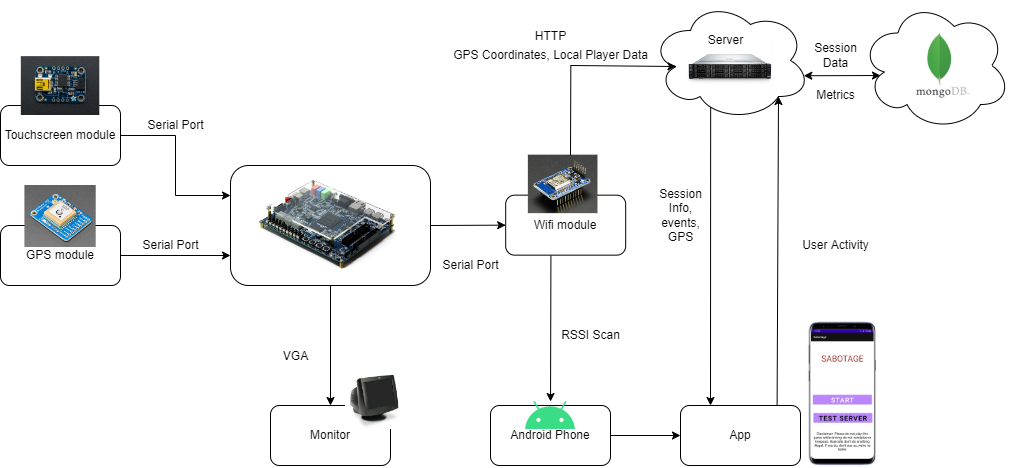 HTTP
GPS Coordinates, Local Player Data
Server
Session
Data
Metrics
mongoDB.
Touchscreen module
Serial Port
GPS module
Serial Port
Serial Port
Wifi module
Session
Info,
events,
GPS
User Activity
VGA
RSSI Scan
Monitor
Android Phone
App
Sabotage
SABOTAGE
START
TEST SERVER